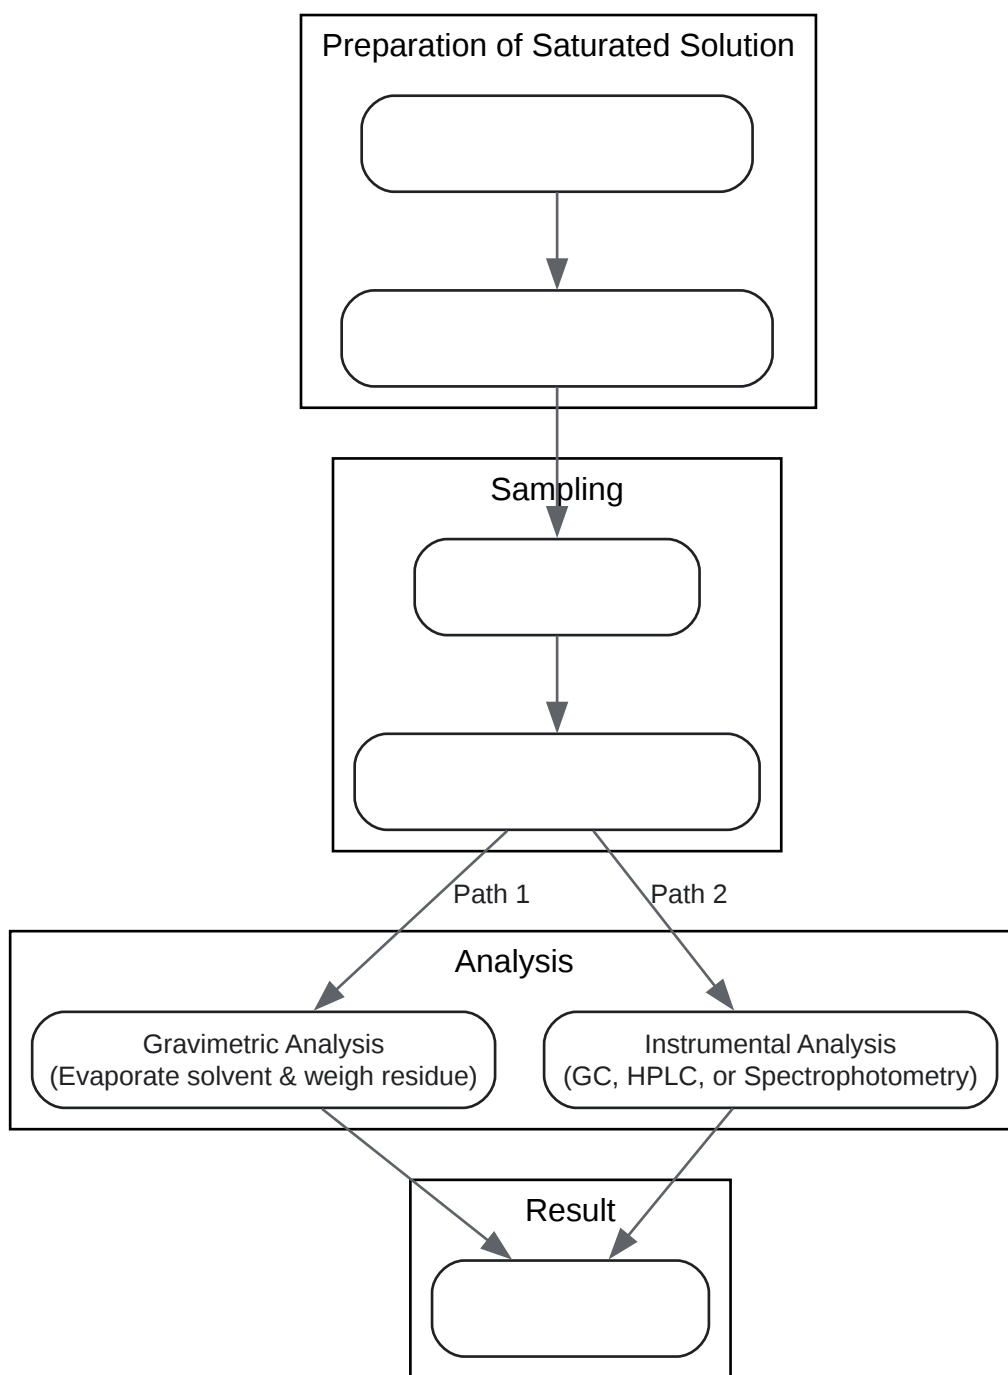 Preparation of Saturated Solution
Sampling
Path 1
Path 2
Analysis
Gravimetric Analysis
(Evaporate solvent & weigh residue)
Instrumental Analysis
(GC, HPLC, or Spectrophotometry)
Result